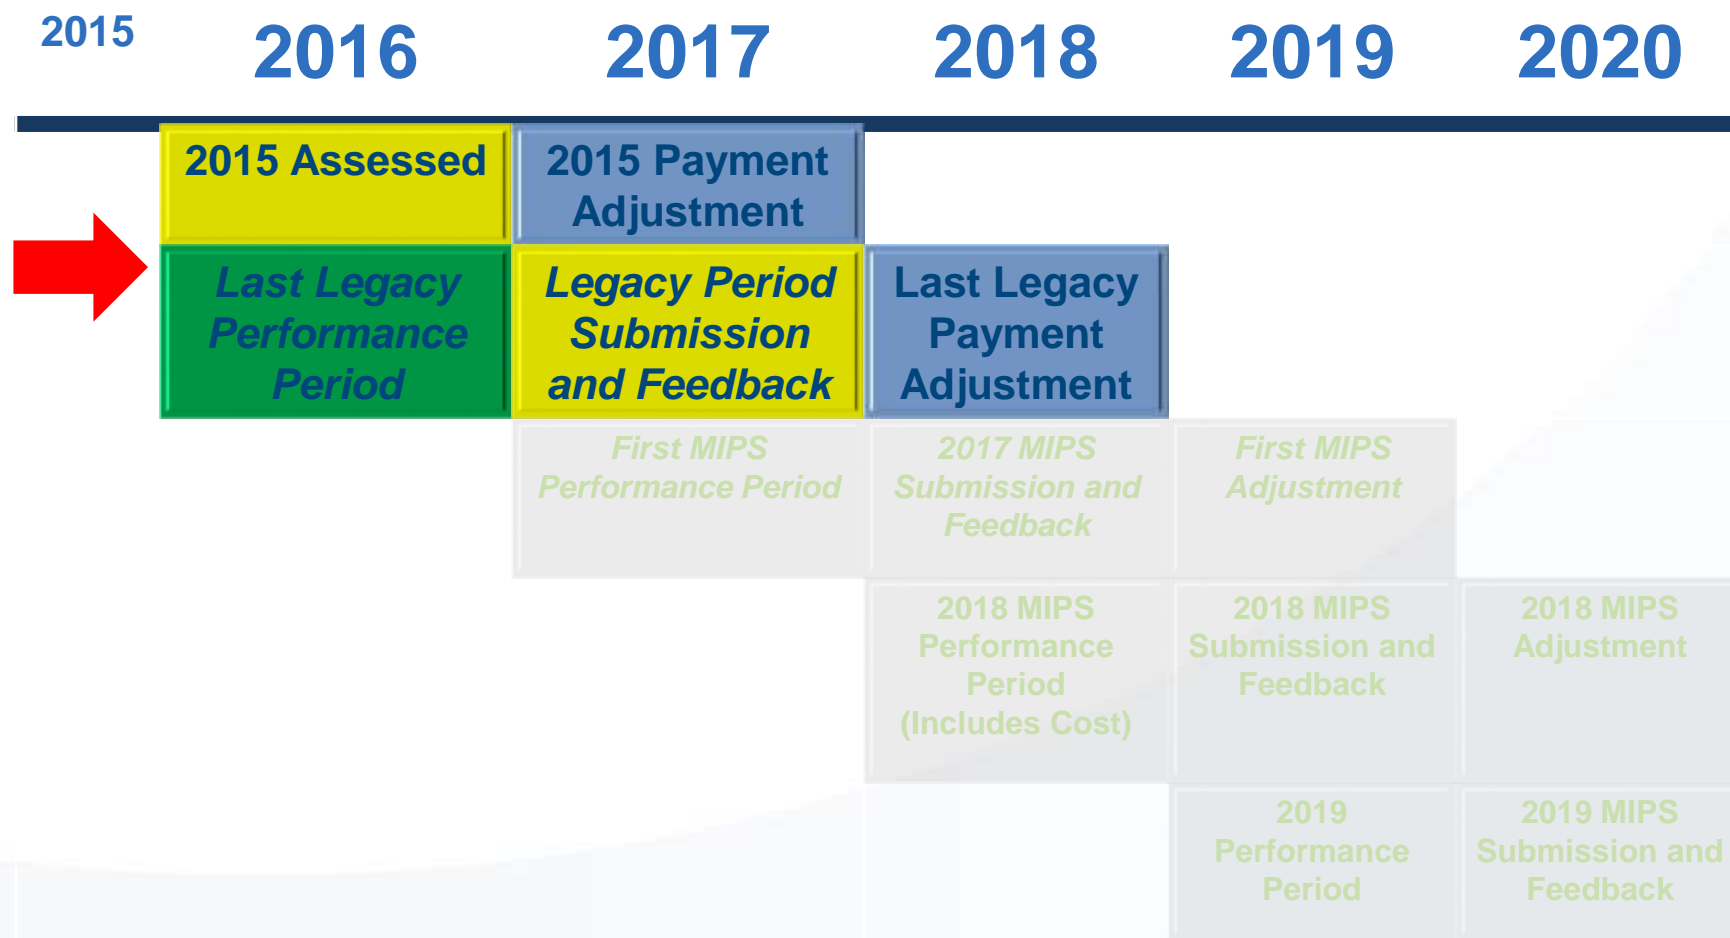 2015 2016 2017 2018 2019 2020
2015 Assessed
2015 Payment
Adjustment
Last Legacy
Performance
Period
Legacy Period
Submission
and Feedback
Last Legacy
Payment
Adjustment
First MIPS
Performance Period
2017 MIPS
Submission and
Feedback
First MIPS
Adjustment
2018 MIPS
Performance
Period
(Includes Cost)
2018 MIPS
Submission and
Feedback
2018 MIPS
Adjustment
2019
Performance
Period
2019 MIPS
Submission and
Feedback